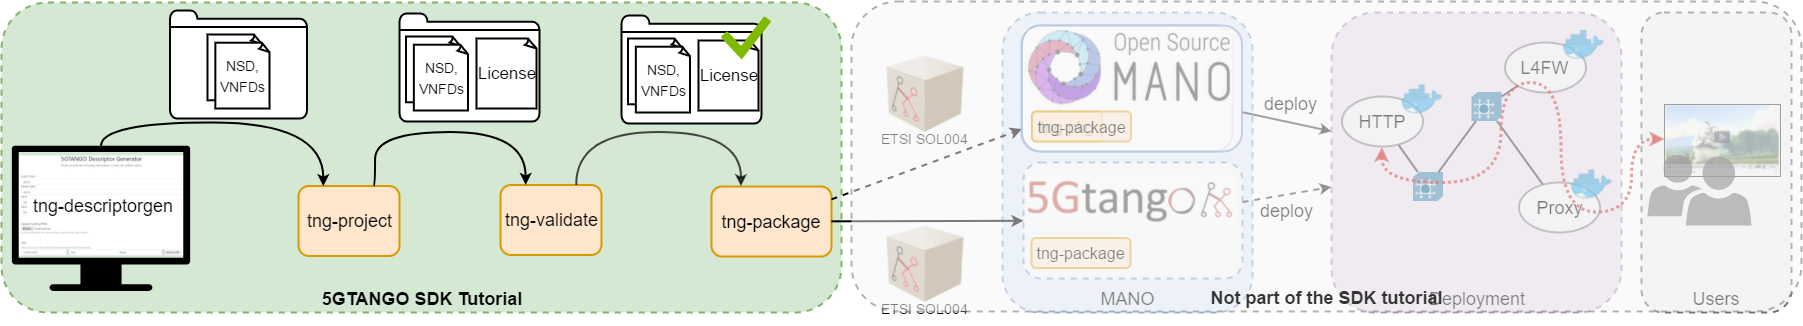 NSD,
VNFDs
NSD,
VNFDs
License
NSD,
VNFDs
License
5GTANGO Descriptor Generator
tng-descriptorgen
tng-project
tng-validate
tng-package
5GTANGO SDK Tutorial
ETSI SOL004
ETSI SOL004
Open Source
MANO
tng-package
5Gtango
tng-package
MANO
deploy
deploy
Not part of the SDK tutorial
HTTP
L4FW
Proxy
Deployment
Users